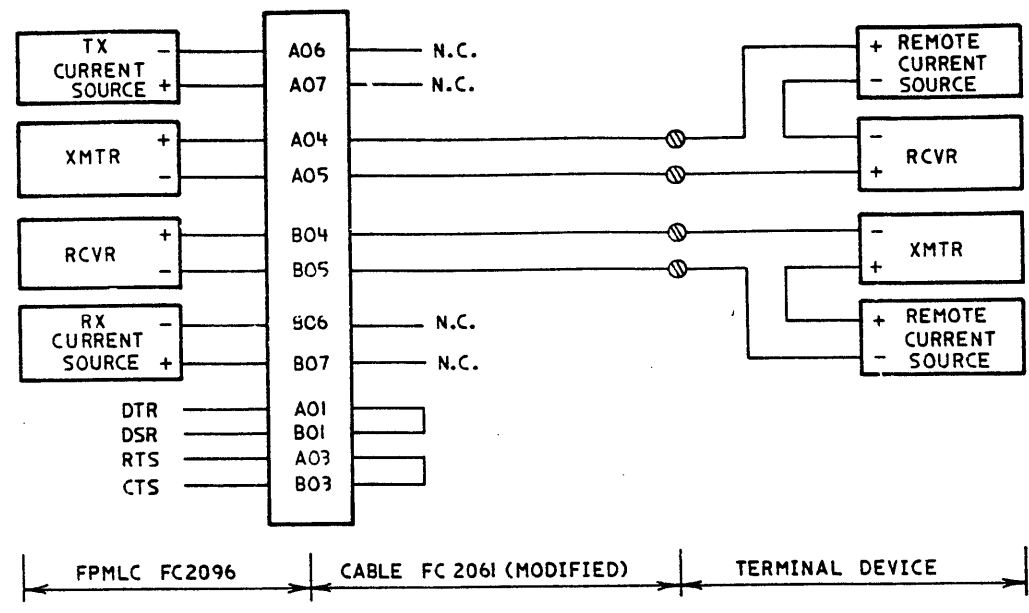 TX
CURRENT
SOURCE
−
+
XMTR
+
−
RCVR
+
−
RX
CURRENT
SOURCE
−
+
DTR
DSR
RTS
CTS
A06
A07
A04
A05
B04
B05
BC6
B07
A01
B01
A03
B03
N.C.
N.C.
N.C.
N.C.
+ REMOTE
CURRENT
− SOURCE
−
RCVR
+
−
XMTR
+
+ REMOTE
CURRENT
− SOURCE
FPMLC FC2096
CABLE FC 2061 (MODIFIED)
TERMINAL DEVICE